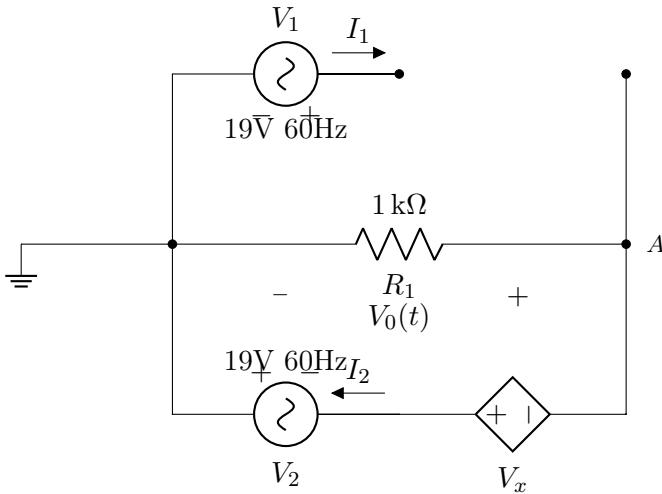 V₁
I₁
− +
19V 60Hz
1 kΩ
A
R₁
− +
V₀(t)
19V 60Hz
+ − I₂
+ −
V₂
Vₓ